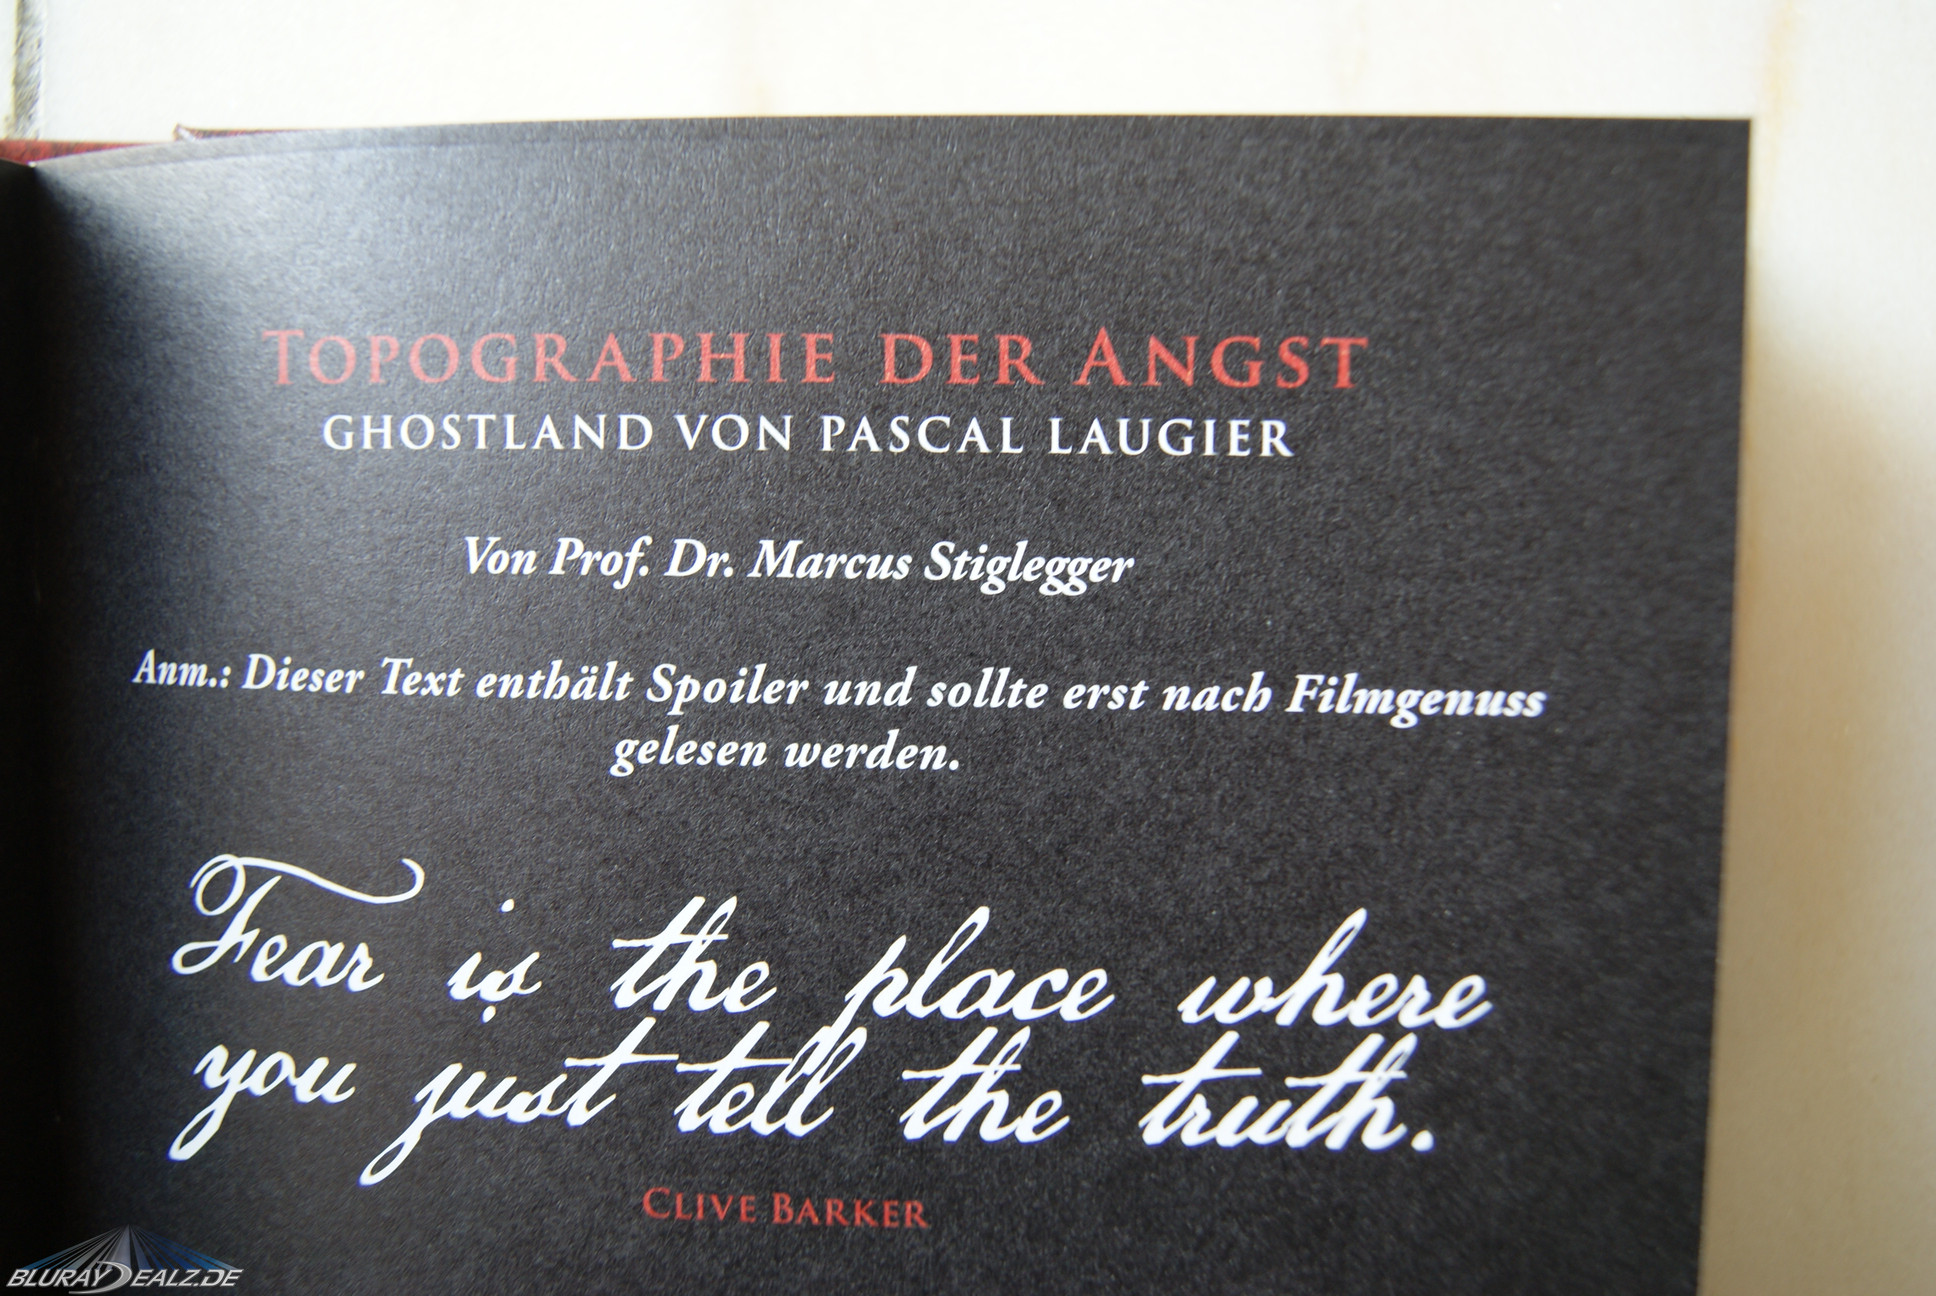 TOPOGRAPHIE DER ANGST
GHOSTLAND VON PASCAL LAUGIER
Von Prof. Dr. Marcus Stiglegger
Anm.: Dieser Text enthält Spoiler und sollte erst nach Filmgenuss
gelesen werden.
Fear is the place where
you just tell the truth.
CLIVE BARKER
BLURAYDEALZ.DE